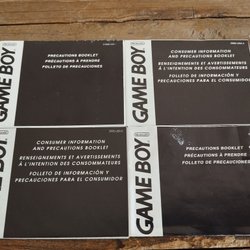 Nintendo
GAME BOY
PRECAUTIONS BOOKLET
PRÉCAUTIONS À PRENDRE
FOLLETO DE PRECAUCIONES
Nintendo
GAME BOY
CONSUMER INFORMATION
AND PRECAUTIONS BOOKLET
RENSEIGNEMENTS ET AVERTISSEMENTS
À L'INTENTION DES CONSOMMATEURS
FOLLETO DE INFORMACIÓN Y
PRECAUCIONES PARA EL CONSUMIDOR
GAME BOY
CONSUMER INFORMATION
AND PRECAUTIONS BOOKLET
RENSEIGNEMENTS ET AVERTISSEMENTS
À L'INTENTION DES CONSOMMATEURS
FOLLETO DE INFORMACIÓN Y
PRECAUCIONES PARA EL CONSUMIDOR
Nintendo
GAME BOY
PRECAUTIONS BOOKLET
PRÉCAUTIONS À PRENDRE
FOLLETO DE PRECAUCIONES